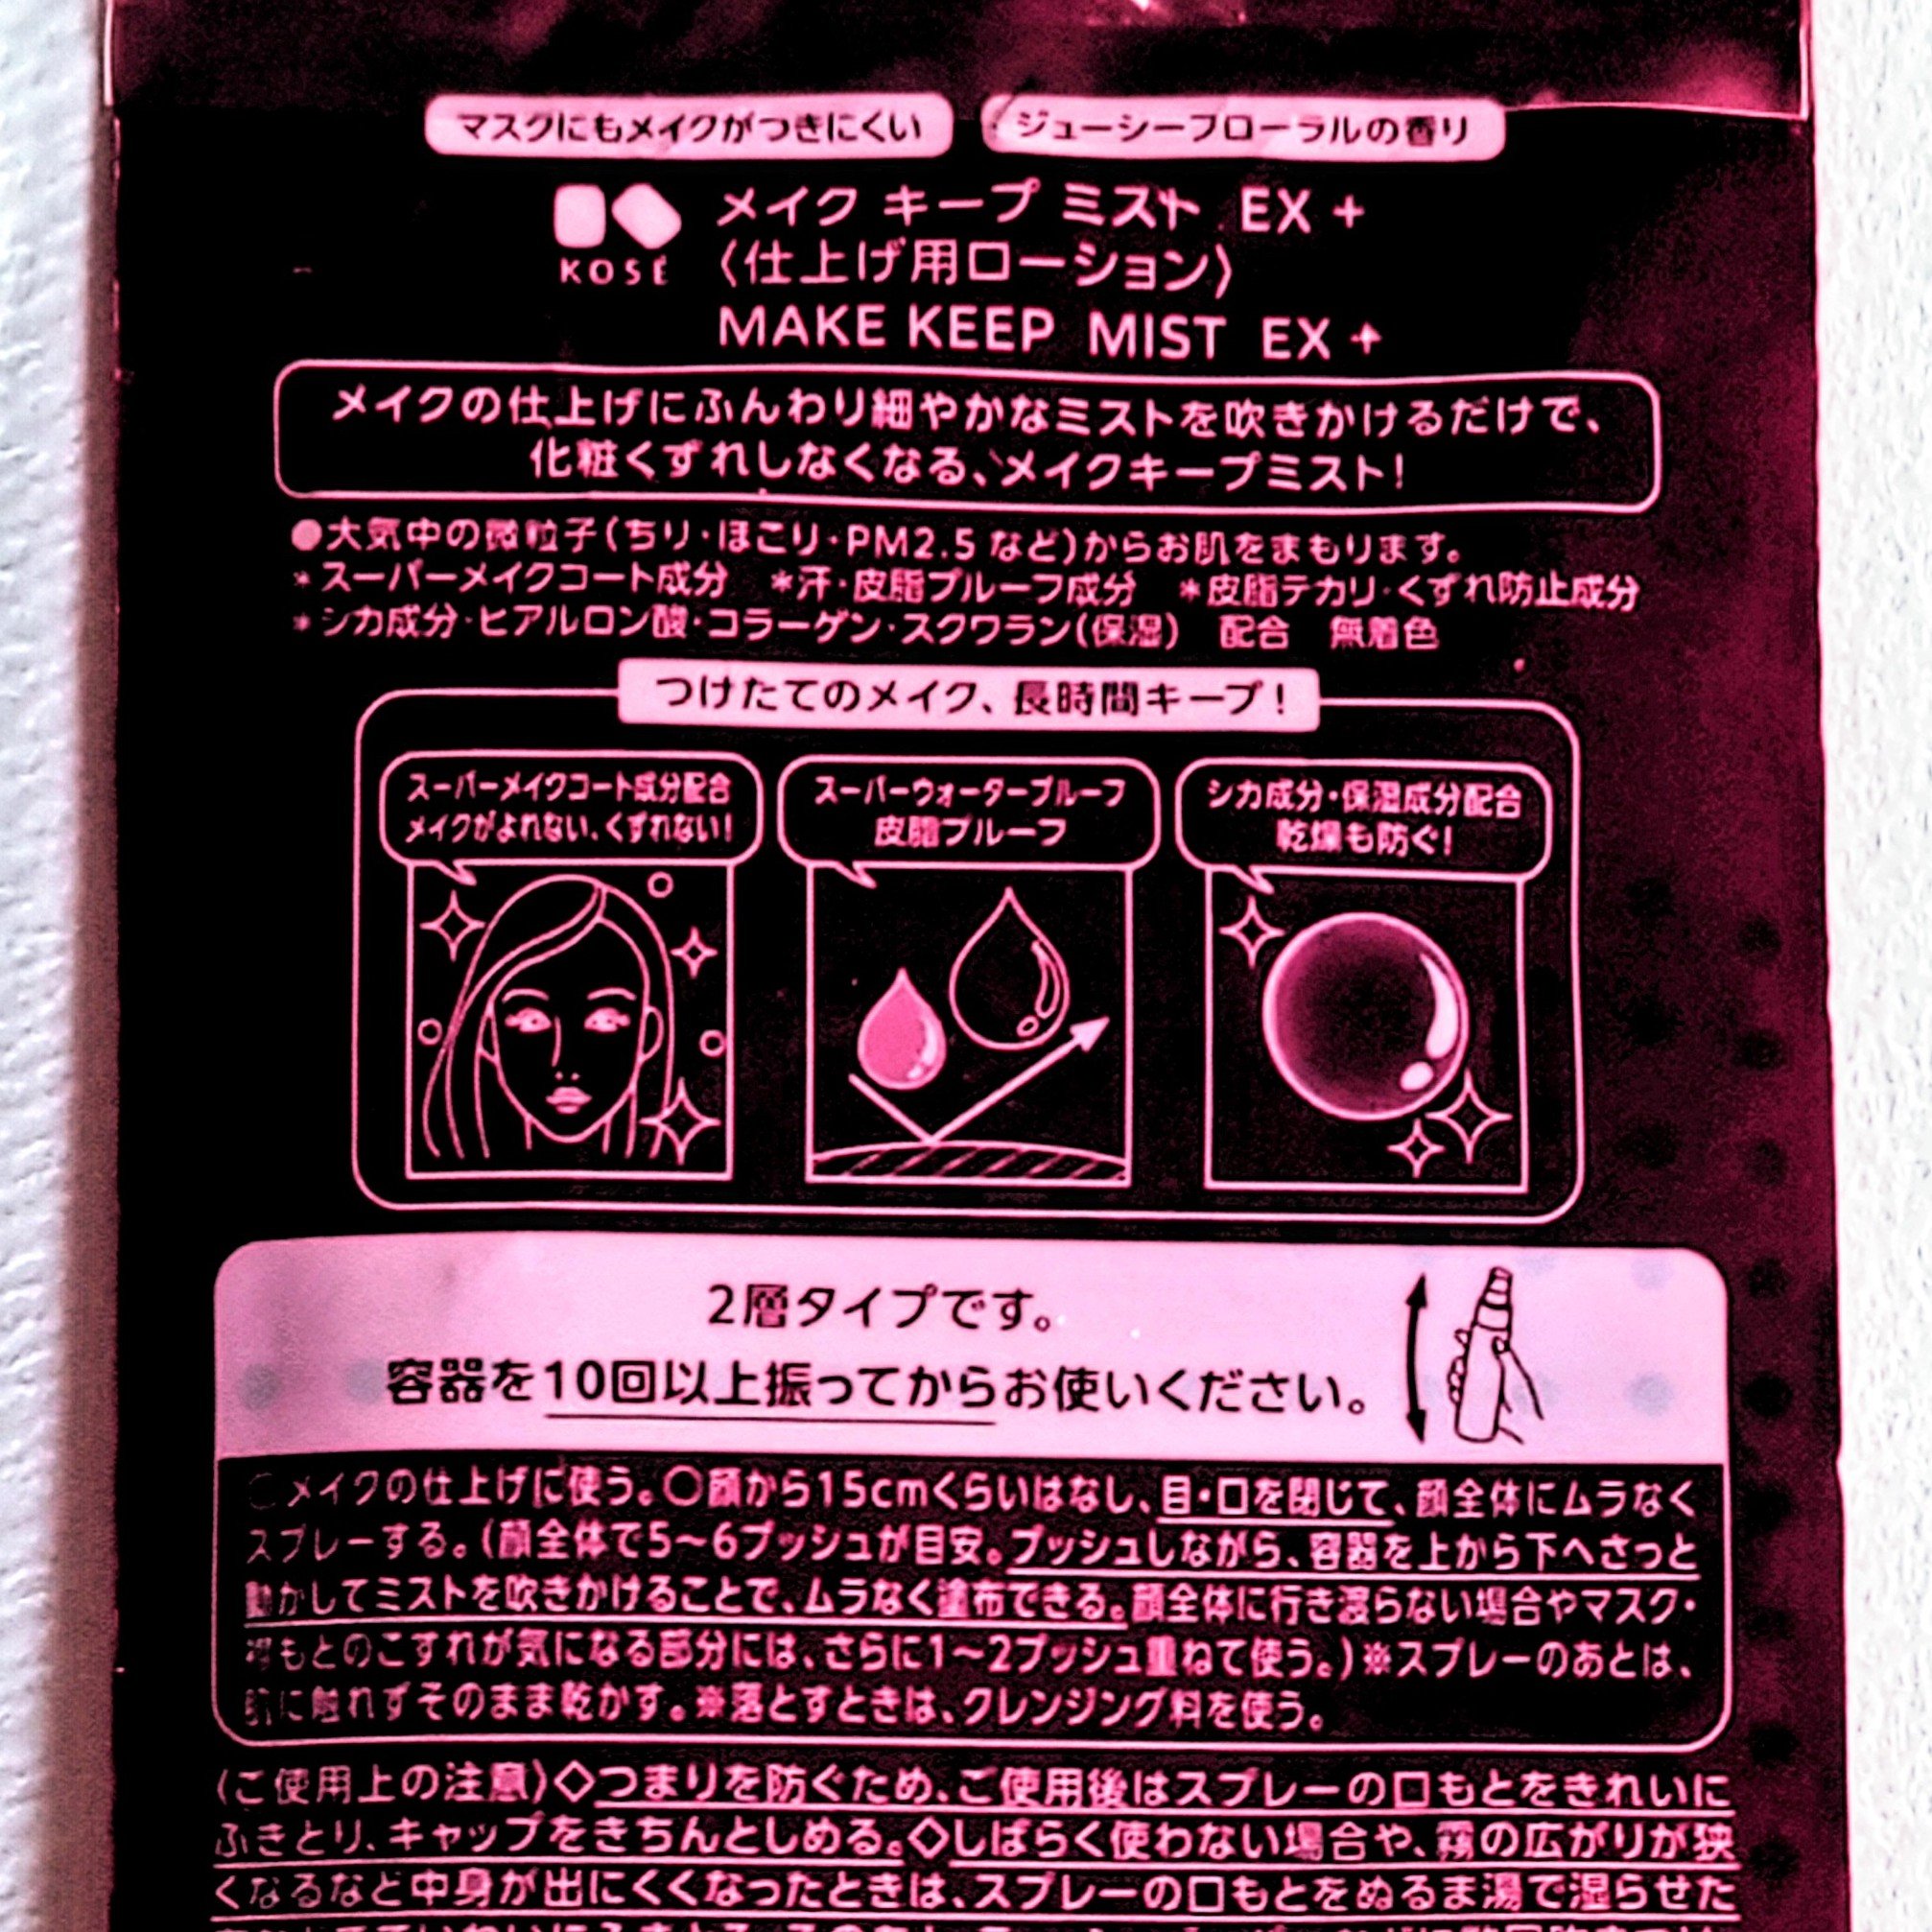 マスクにもメイクがつきにくい ジューシーフローラルの香り
KOSÉ
メイク キープ ミスト EX +
〈仕上げ用ローション〉
MAKE KEEP MIST EX +
メイクの仕上げにふんわり細やかなミストを吹きかけるだけで、
化粧くずれしなくなる、メイクキープミスト!
●大気中の微粒子(ちり・ほこり・PM2.5 など)からお肌をまもります。
*スーパーメイクコート成分 *汗・皮脂プルーフ成分 *皮脂テカリ・くずれ防止成分
*シカ成分・ヒアルロン酸・コラーゲン・スクワラン(保湿) 配合 無着色
つけたてのメイク、長時間キープ!
スーパーメイクコート成分配合
メイクがよれない、くずれない!
スーパーウォータープルーフ
皮脂プルーフ
シカ成分・保湿成分配合
乾燥も防ぐ!
2層タイプです。
容器を10回以上振ってからお使いください。
○メイクの仕上げに使う。○顔から15cmくらいはなし、目・口を閉じて、顔全体にムラなく
スプレーする。(顔全体で5〜6プッシュが目安。プッシュしながら、容器を上から下へさっと
動かしてミストを吹きかけることで、ムラなく塗布できる。顔全体に行き渡らない場合やマスク・
襟もとのこすれが気になる部分には、さらに1〜2プッシュ重ねて使う。)※スプレーのあとは、
肌に触れずそのまま乾かす。※落とすときは、クレンジング料を使う。
〈ご使用上の注意〉◇つまりを防ぐため、ご使用後はスプレーの口もとをきれいに
ふきとり、キャップをきちんとしめる。◇しばらく使わない場合や、霧の広がりが狭
くなるなど中身が出にくくなったときは、スプレーの口もとをぬるま湯で湿らせた